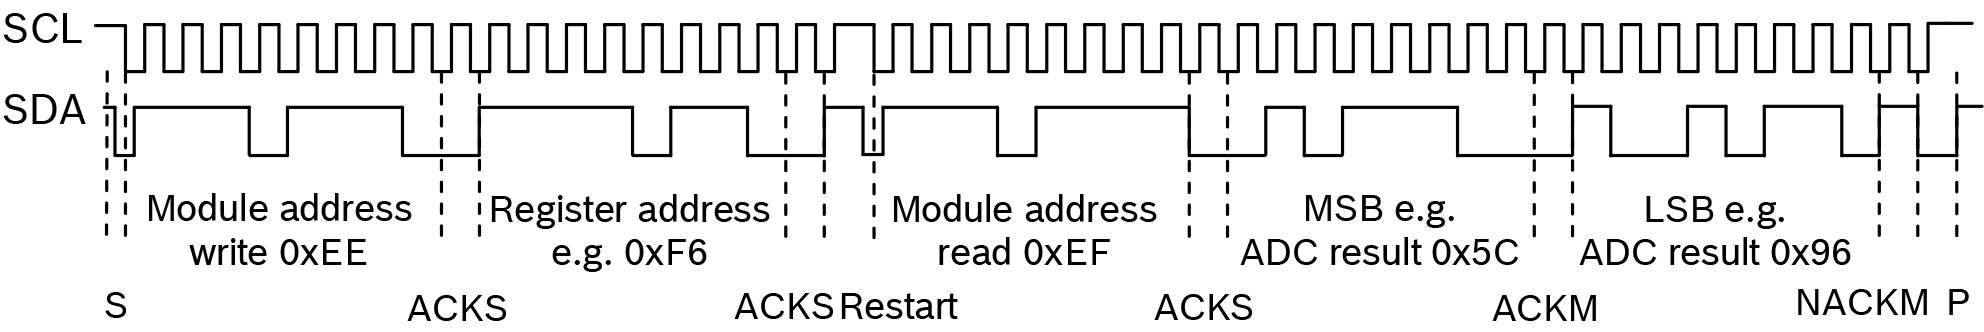 SCL
SDA
Module address
write 0xEE
Register address
e.g. 0xF6
Module address
read 0xEF
MSB e.g.
ADC result 0x5C
LSB e.g.
ADC result 0x96
S
ACKS
ACKS
Restart
ACKS
ACKM
NACKM
P